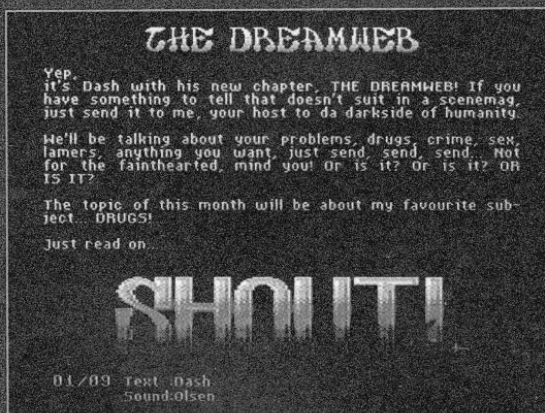 THE DREAMWEB
Yep,
it's Dash with his new chapter, THE DREAMWEB! If you
have something to tell that doesn't suit in a scenemag,
just send it to me, your host to da darkside of humanity.
We'll be talking about your problems, drugs, crime, sex,
lamers, anything you want, just send, send, send. Not
for the fainthearted, mind you! Or is it? Or is it? OR
IS IT?
The topic of this month will be about my favourite sub-
ject... DRUGS!
Just read on...
SHOUT!
01/09 Text :Dash
Sound:Olsen